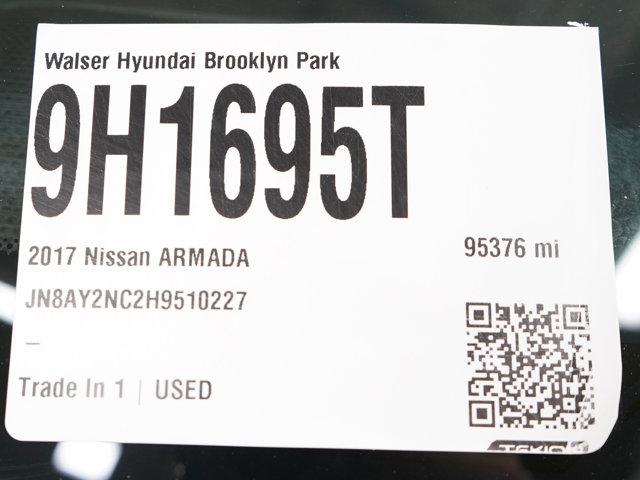 Walser Hyundai Brooklyn Park
9H1695T
2017 Nissan ARMADA
95376 mi
JN8AY2NC2H9510227
–
Trade In 1 | USED